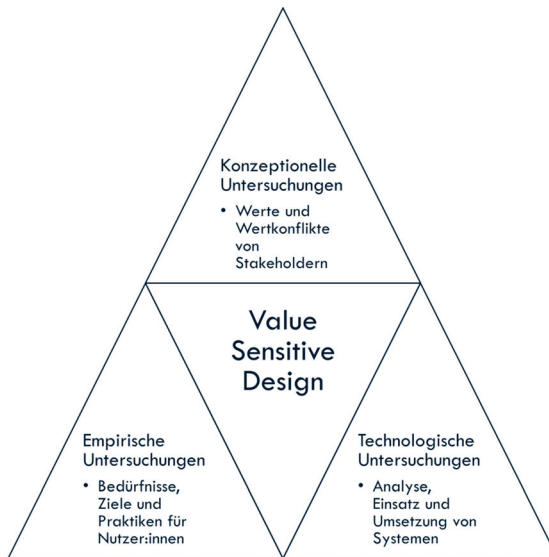 Konzeptionelle
Untersuchungen
• Werte und
Wertkonflikte
von
Stakeholdern
Value
Sensitive
Design
Empirische
Untersuchungen
• Bedürfnisse,
Ziele und
Praktiken für
Nutzer:innen
Technologische
Untersuchungen
• Analyse,
Einsatz und
Umsetzung von
Systemen